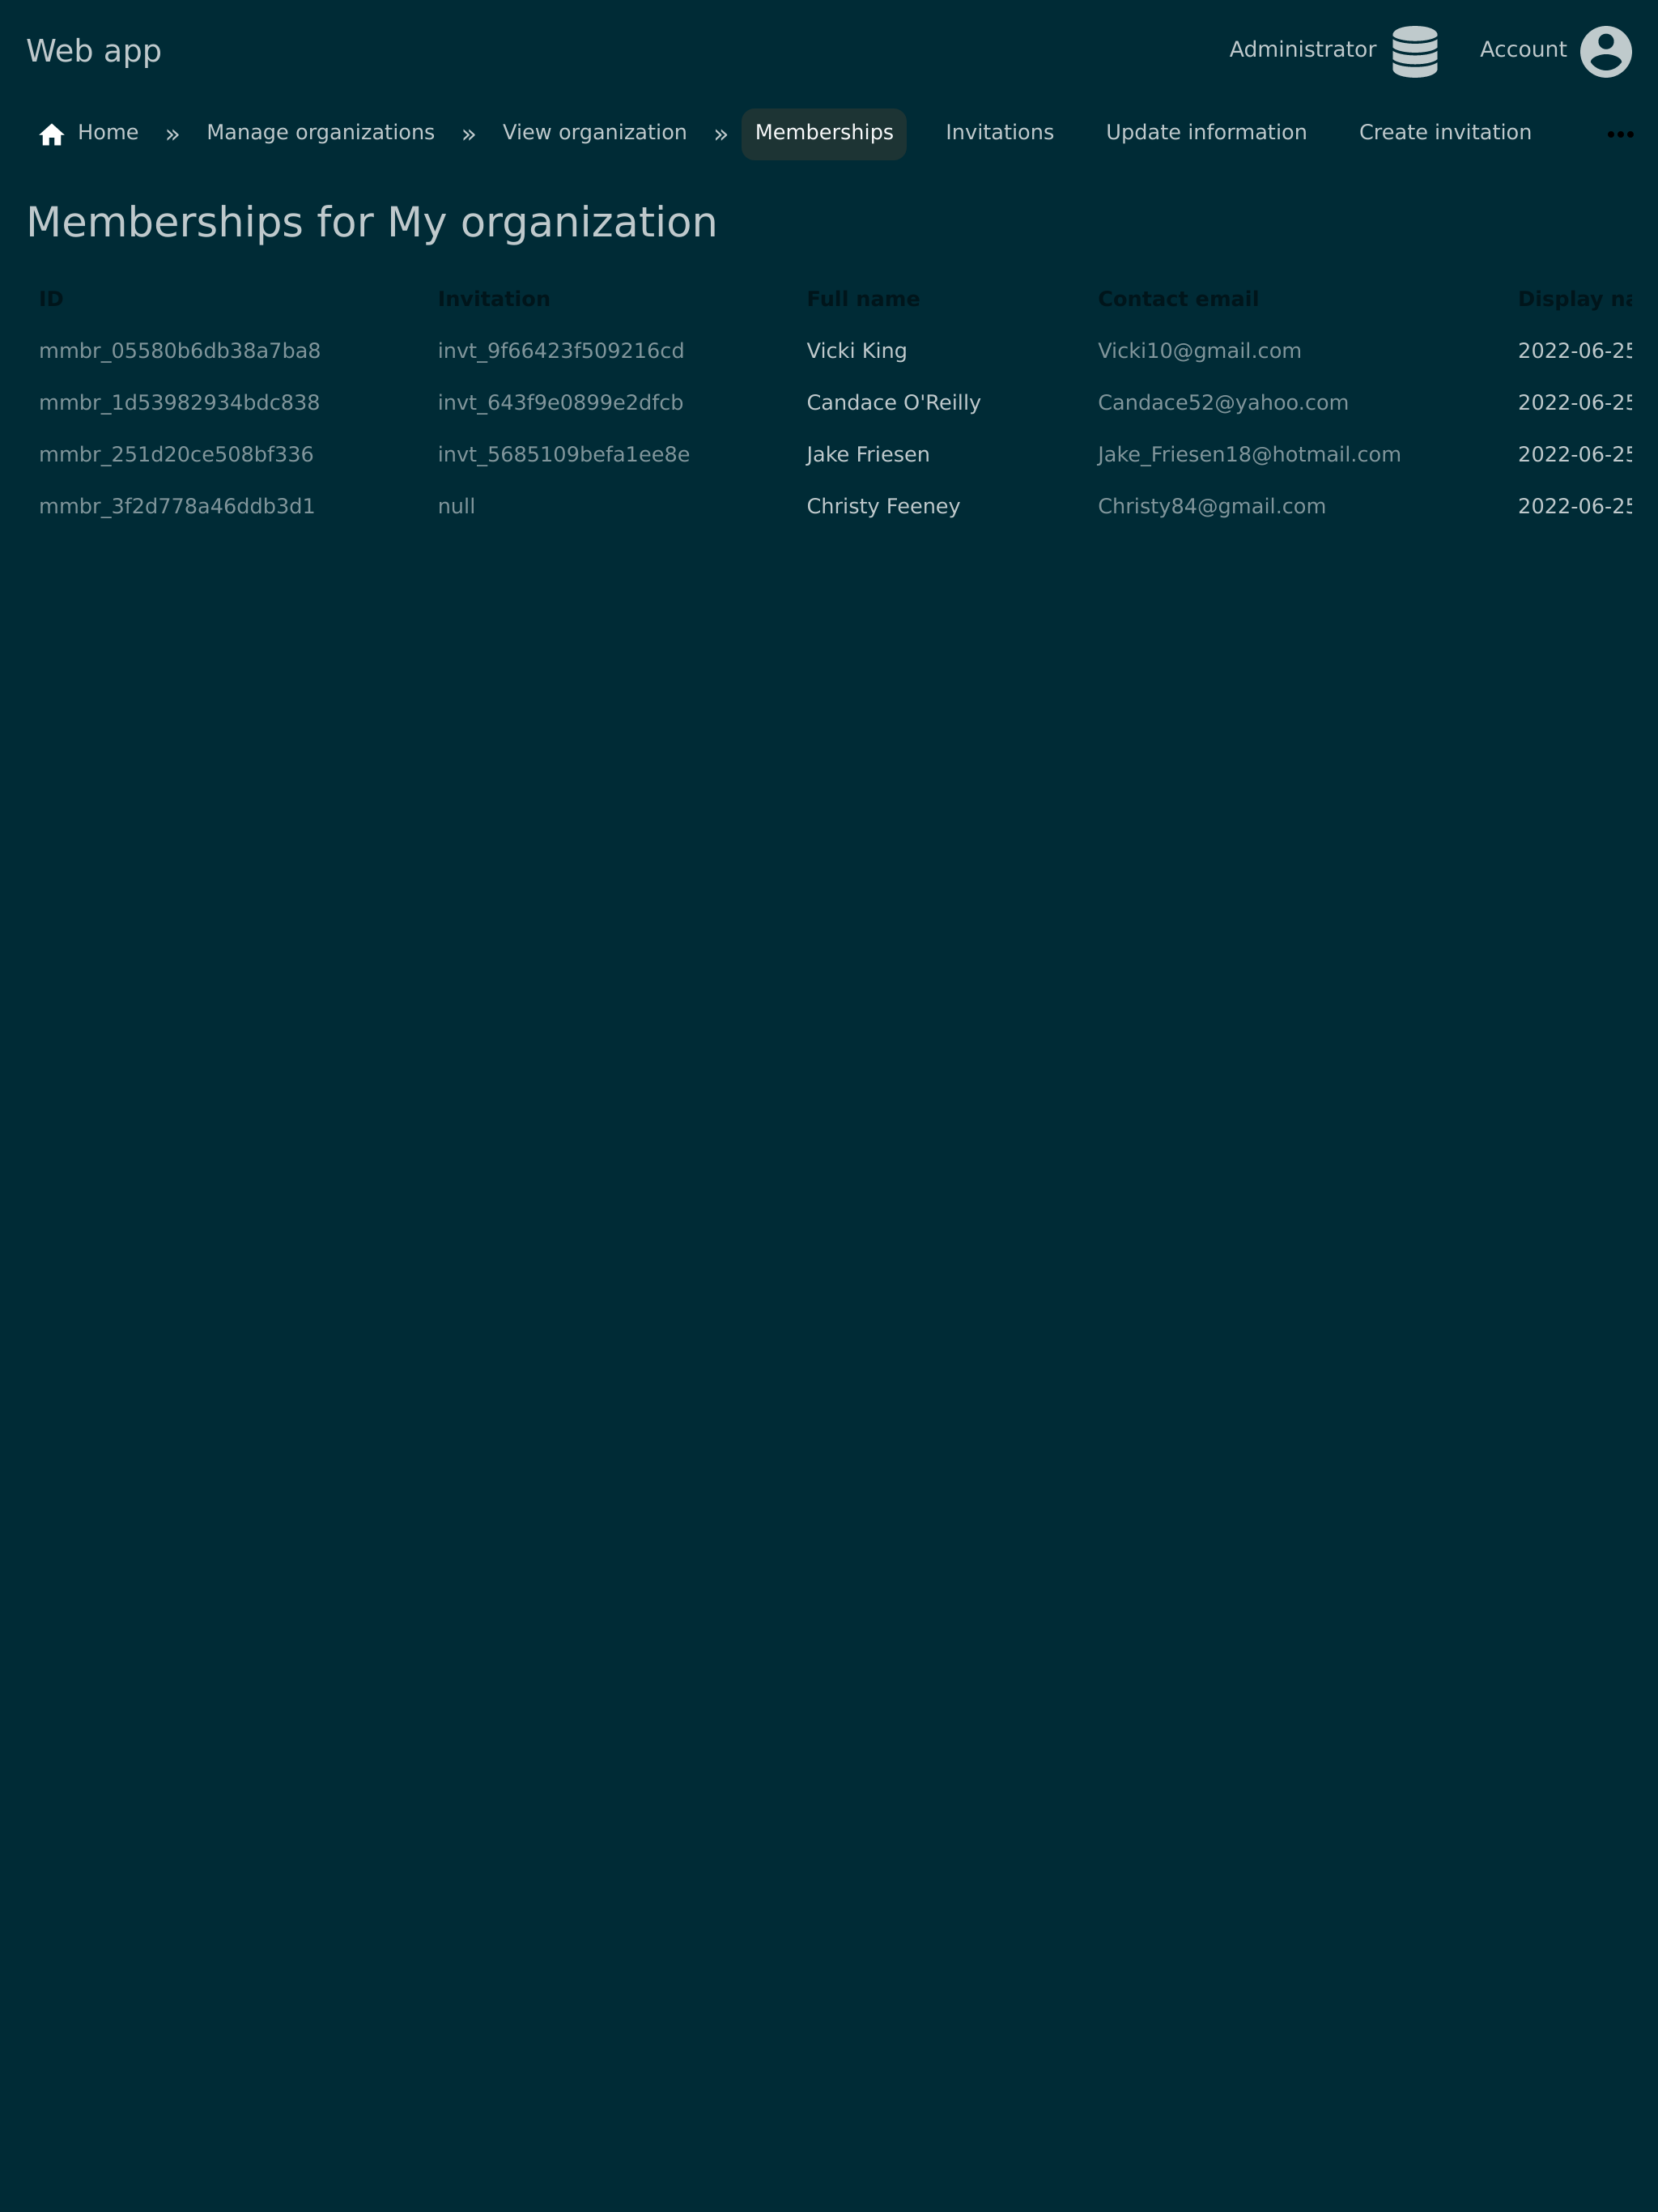 Web app Administrator Account
Home » Manage organizations » View organization » Memberships Invitations Update information Create invitation •••
Memberships for My organization
ID Invitation Full name Contact email Display na
mmbr_05580b6db38a7ba8 invt_9f66423f509216cd Vicki King Vicki10@gmail.com 2022-06-25
mmbr_1d53982934bdc838 invt_643f9e0899e2dfcb Candace O'Reilly Candace52@yahoo.com 2022-06-25
mmbr_251d20ce508bf336 invt_5685109befa1ee8e Jake Friesen Jake_Friesen18@hotmail.com 2022-06-25
mmbr_3f2d778a46ddb3d1 null Christy Feeney Christy84@gmail.com 2022-06-25